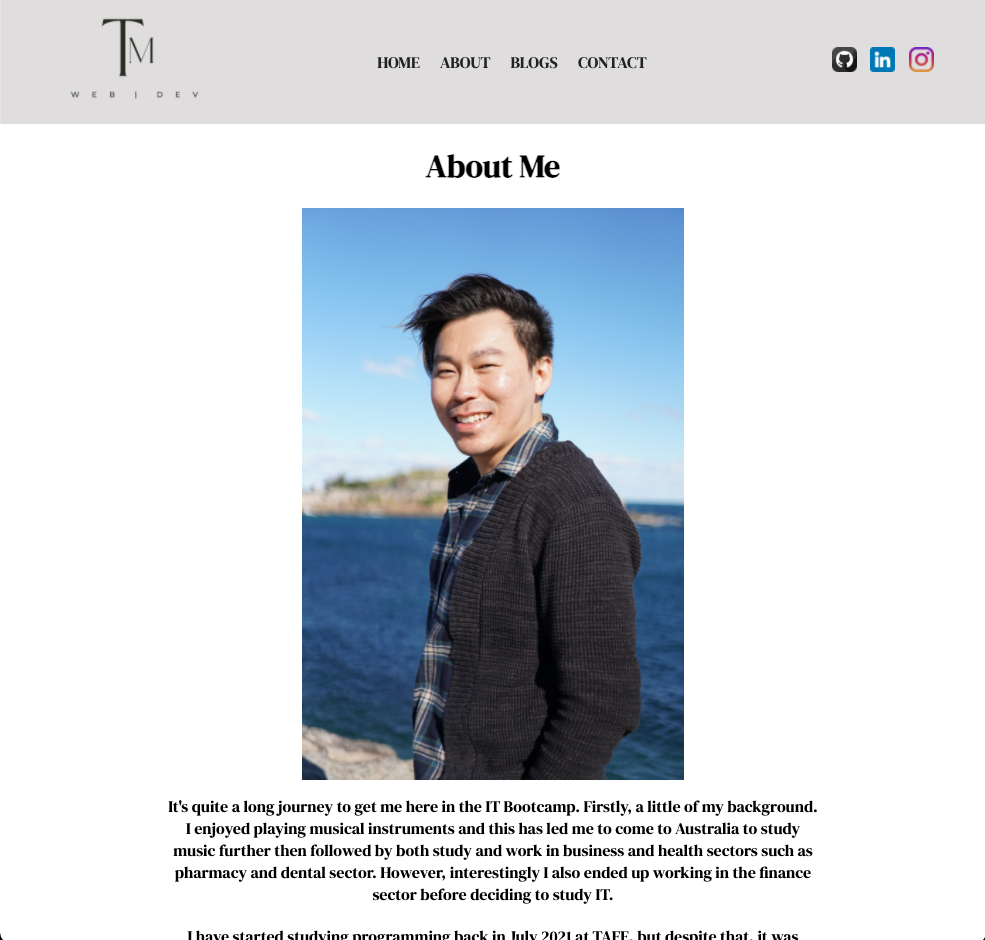 TM
WEB | DEV
HOME ABOUT BLOGS CONTACT
in
About Me
It's quite a long journey to get me here in the IT Bootcamp. Firstly, a little of my background.
I enjoyed playing musical instruments and this has led me to come to Australia to study
music further then followed by both study and work in business and health sectors such as
pharmacy and dental sector. However, interestingly I also ended up working in the finance
sector before deciding to study IT.
I have started studying programming back in July 2021 at TAFE, but despite that, it was